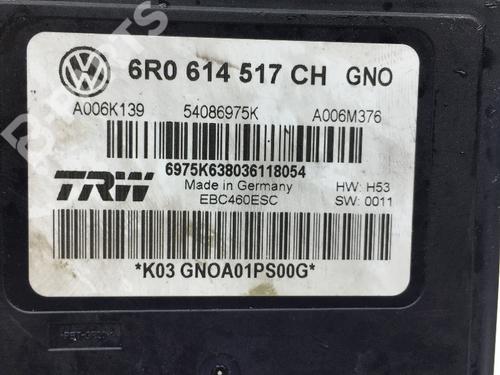 6R0 614 517 CH GNO
A006K139 54086975K A006M376
6975K638036118054
TRW Made in Germany HW: H53
EBC460ESC SW: 0011
*K03 GNOA01PS00G*